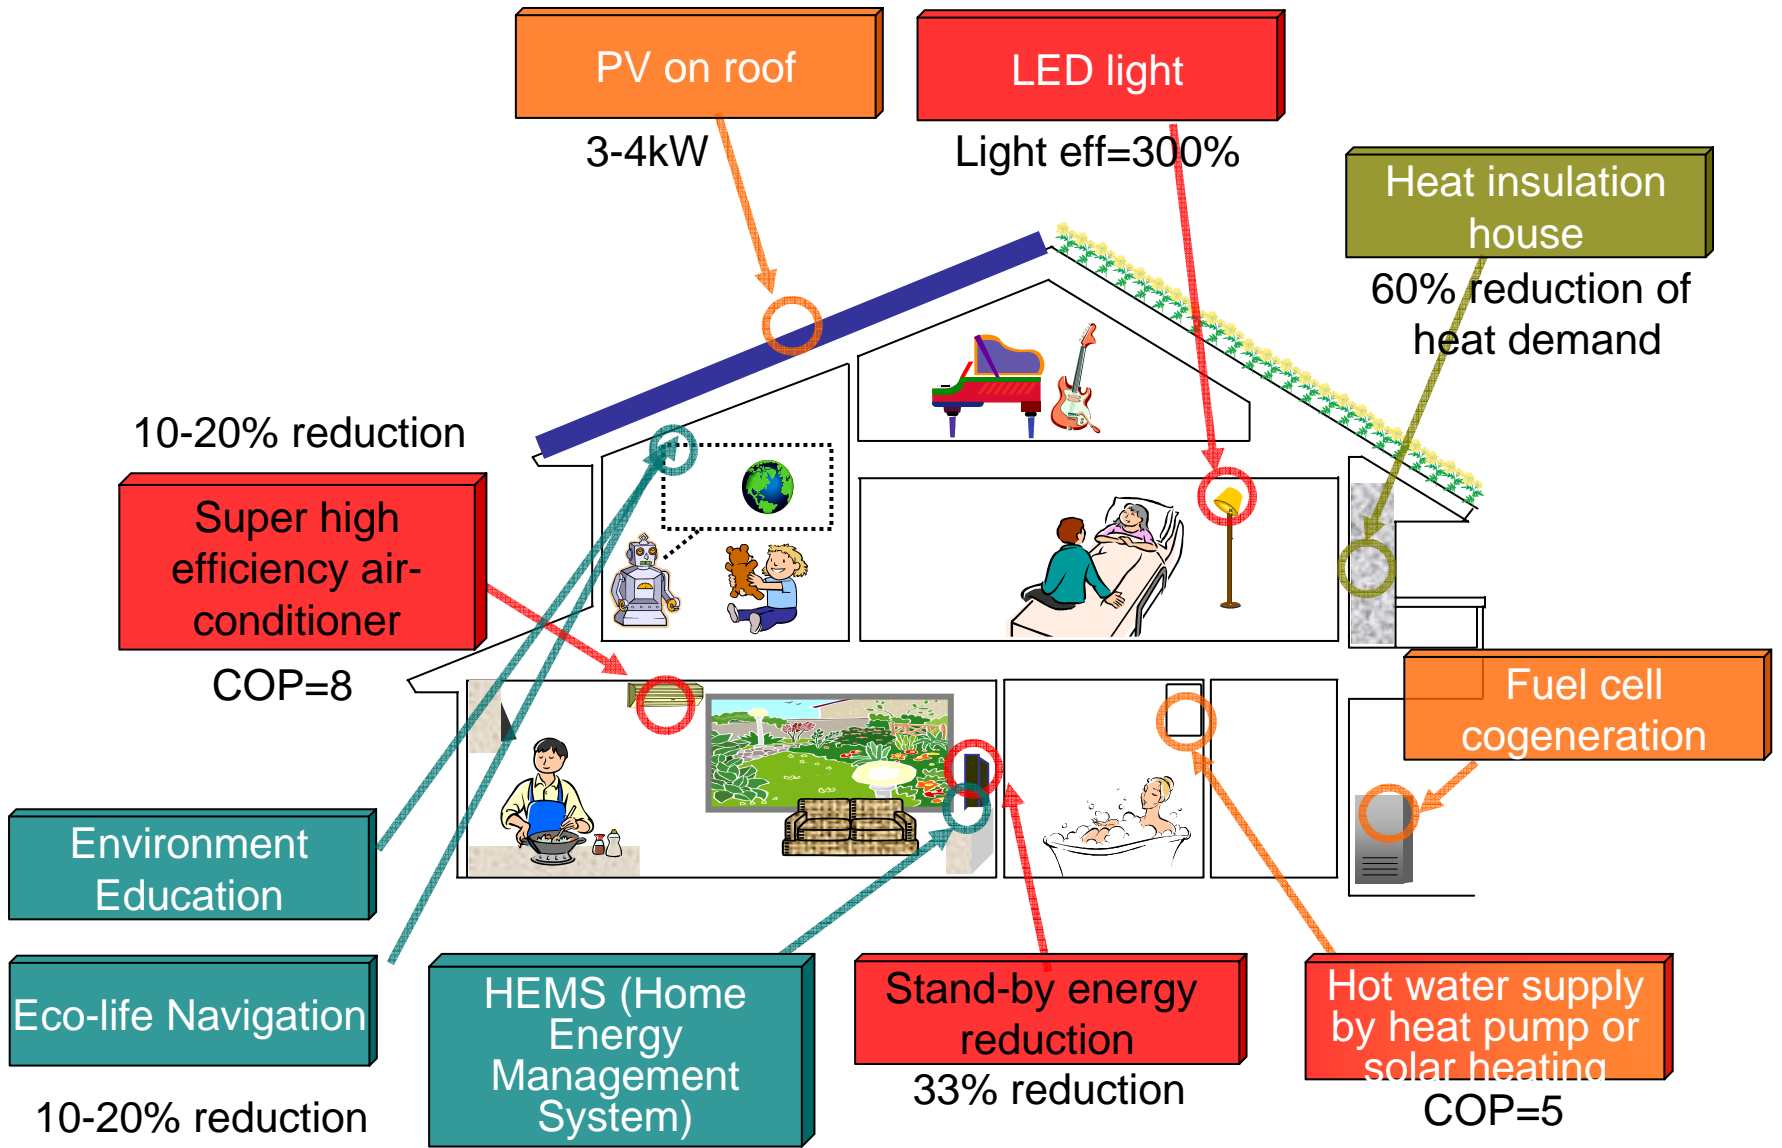 PV on roof
3-4kW
LED light
Light eff=300%
Heat insulation
house
60% reduction of
heat demand
10-20% reduction
Super high
efficiency air-
conditioner
COP=8
Fuel cell
cogeneration
Environment
Education
Eco-life Navigation
10-20% reduction
HEMS (Home
Energy
Management
System)
Stand-by energy
reduction
33% reduction
Hot water supply
by heat pump or
solar heating
COP=5